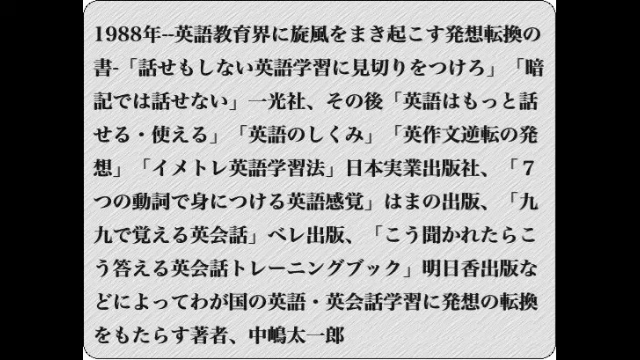 1988年--英語教育界に旋風をまき起こす発想転換の
書-「話せもしない英語学習に見切りをつけろ」「暗
記では話せない」一光社、その後「英語はもっと話
せる・使える」「英語のしくみ」「英作文逆転の発
想」「イメトレ英語学習法」日本実業出版社、「７
つの動詞で身につける英語感覚」はまの出版、「九
九で覚える英会話」ベレ出版、「こう聞かれたらこ
う答える英会話トレーニングブック」明日香出版な
どによってわが国の英語・英会話学習に発想の転換
をもたらす著者、中嶋太一郎